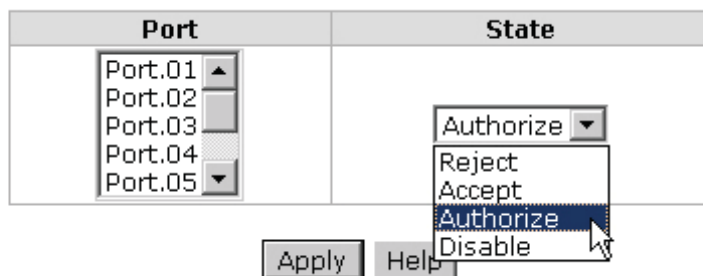 Port State
Port.01
Port.02
Port.03
Port.04
Port.05
Authorize
Reject
Accept
Authorize
Disable
Apply Help